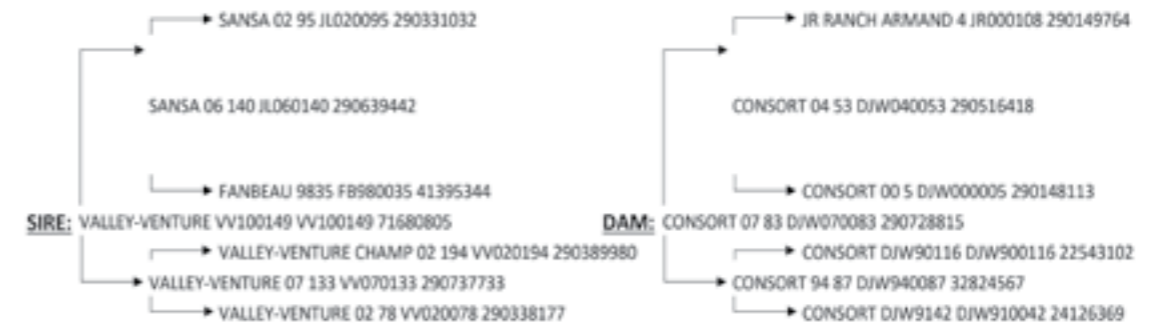 SANSA 02 95 JL020095 290331032
SANSA 06 140 JL060140 290639442
FANBEAU 9835 FB980035 41395344
SIRE: VALLEY-VENTURE VV100149 VV100149 71680805
VALLEY-VENTURE CHAMP 02 194 VV020194 290389980
VALLEY-VENTURE 07 133 VV070133 290737733
VALLEY-VENTURE 02 78 VV020078 290338177
JR RANCH ARMAND 4 JR000108 290149764
CONSORT 04 53 DJW040053 290516418
CONSORT 00 5 DJW000005 290148113
DAM: CONSORT 07 83 DJW070083 290728815
CONSORT DJW90116 DJW900116 22543102
CONSORT 94 87 DJW940087 32824567
CONSORT DJW9142 DJW910042 24126369